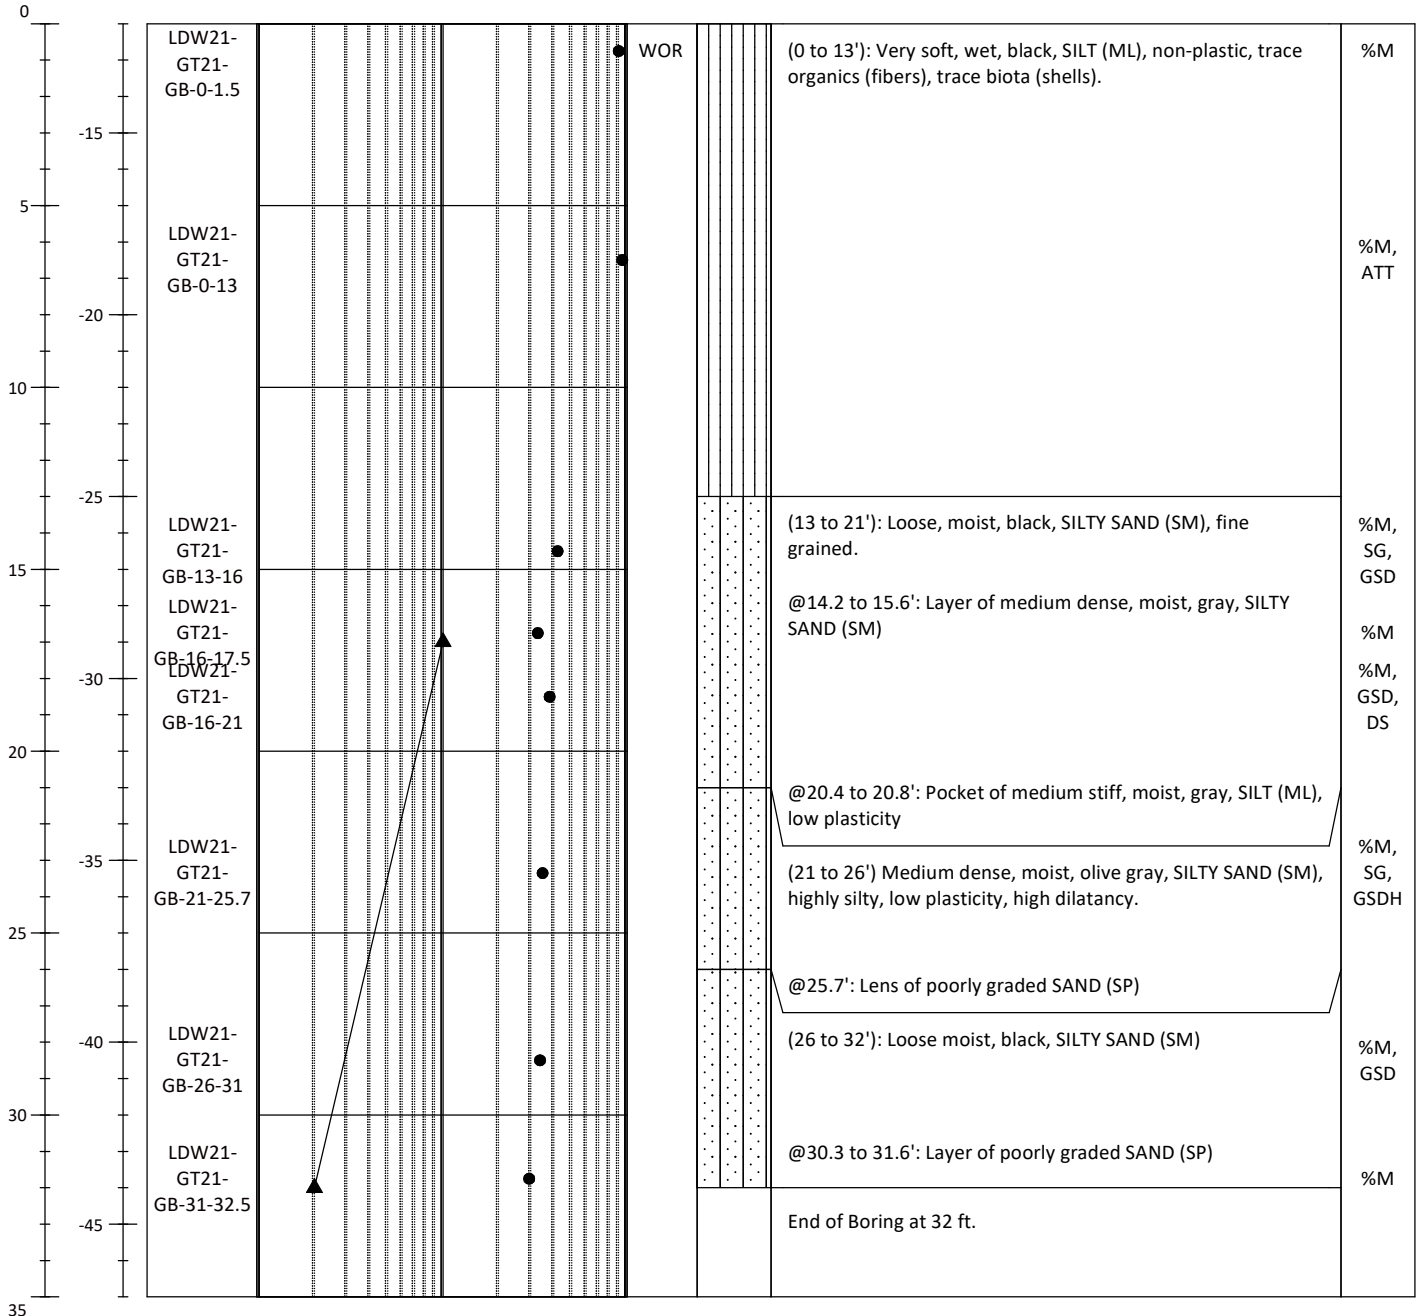 0
LDW21-
GT21-
GB-0-1.5
WOR
(0 to 13'): Very soft, wet, black, SILT (ML), non-plastic, trace
organics (fibers), trace biota (shells).
%M
-15
5
LDW21-
GT21-
GB-0-13
%M,
ATT
-20
10
-25
LDW21-
GT21-
GB-13-16
(13 to 21'): Loose, moist, black, SILTY SAND (SM), fine
grained.
%M,
SG,
GSD
15
LDW21-
GT21-
GB-16-17.5
@14.2 to 15.6': Layer of medium dense, moist, gray, SILTY
SAND (SM)
%M
-30
LDW21-
GT21-
GB-16-21
%M,
GSD,
DS
20
@20.4 to 20.8': Pocket of medium stiff, moist, gray, SILT (ML),
low plasticity
-35
LDW21-
GT21-
GB-21-25.7
(21 to 26') Medium dense, moist, olive gray, SILTY SAND (SM),
highly silty, low plasticity, high dilatancy.
%M,
SG,
GSDH
25
@25.7': Lens of poorly graded SAND (SP)
-40
LDW21-
GT21-
GB-26-31
(26 to 32'): Loose moist, black, SILTY SAND (SM)
%M,
GSD
30
LDW21-
GT21-
GB-31-32.5
@30.3 to 31.6': Layer of poorly graded SAND (SP)
%M
-45
End of Boring at 32 ft.
35